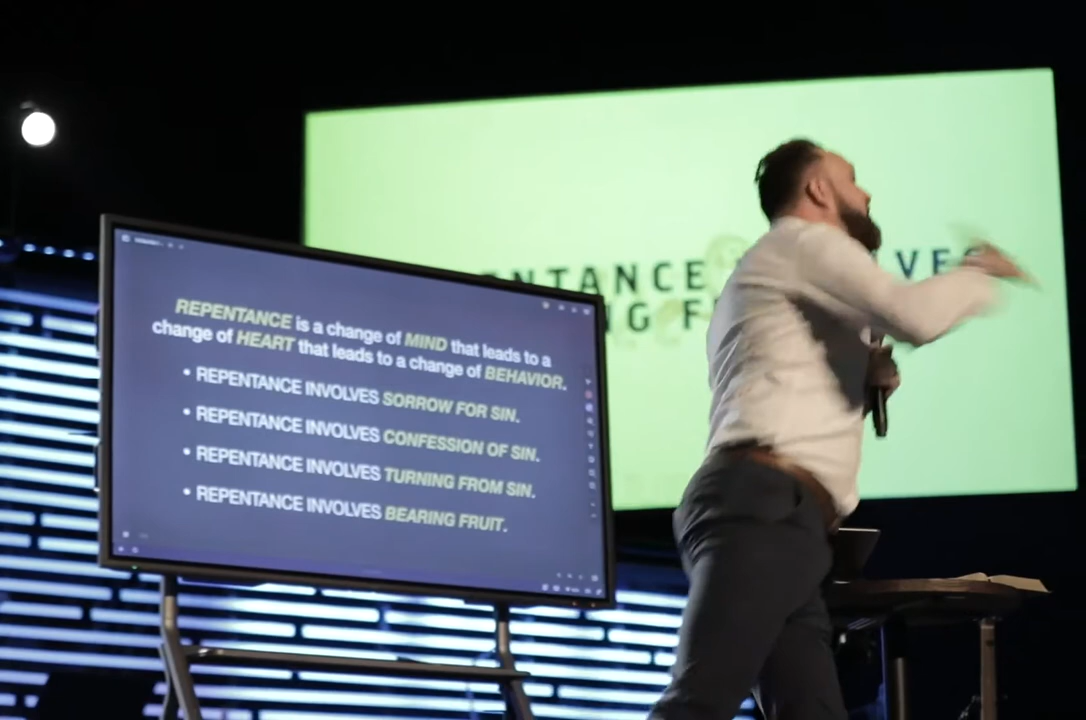 REPENTANCE is a change of MIND that leads to a
change of HEART that leads to a change of BEHAVIOR.
• REPENTANCE INVOLVES SORROW FOR SIN.
• REPENTANCE INVOLVES CONFESSION OF SIN.
• REPENTANCE INVOLVES TURNING FROM SIN.
• REPENTANCE INVOLVES BEARING FRUIT.